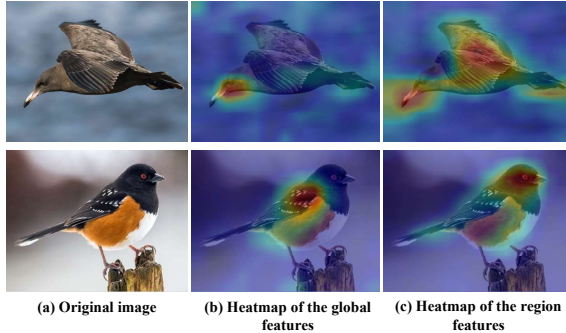 (a) Original image
(b) Heatmap of the global
features
(c) Heatmap of the region
features